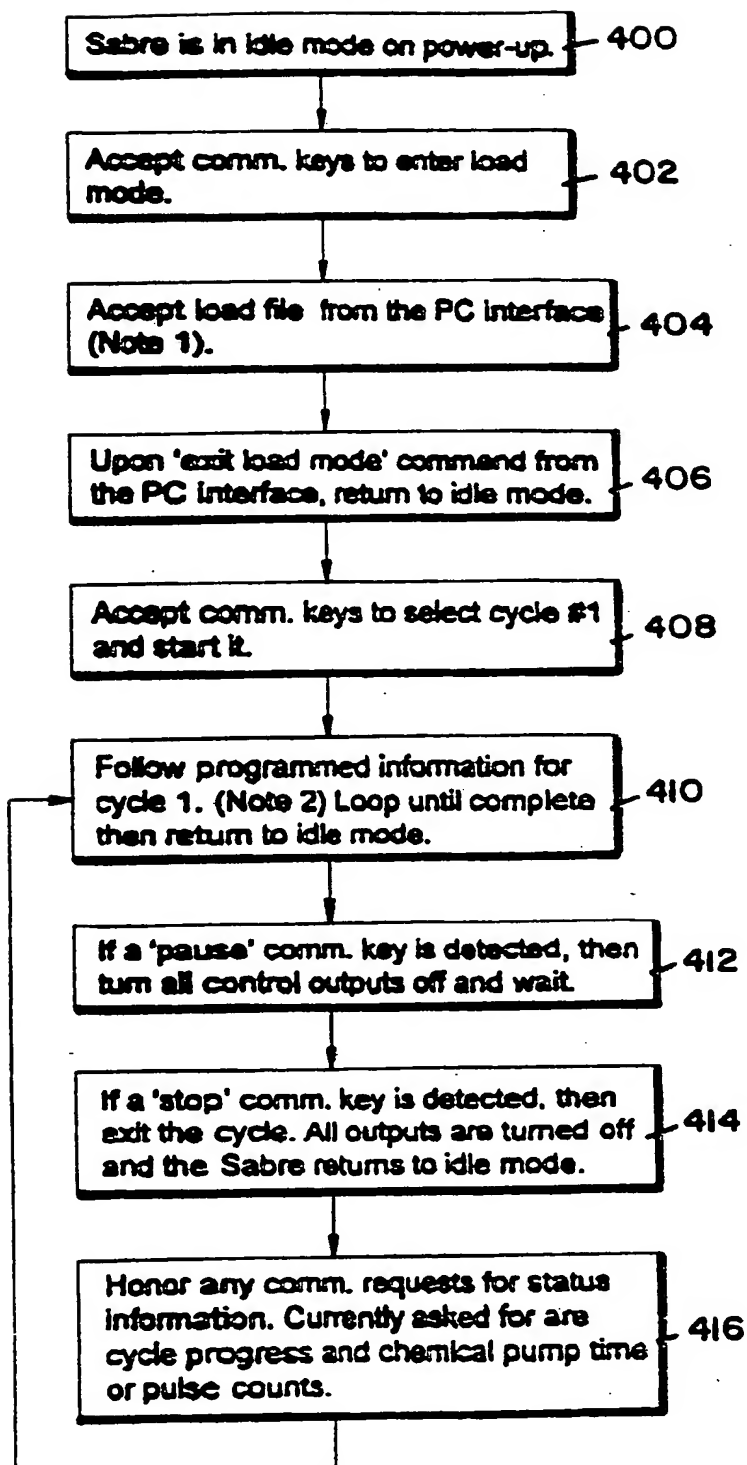 Sabre is in idle mode on power-up.
400
Accept comm. keys to enter load
mode.
402
Accept load file from the PC interface
(Note 1).
404
Upon 'exit load mode' command from
the PC interface, return to idle mode.
406
Accept comm. keys to select cycle #1
and start it.
408
Follow programmed information for
cycle 1. (Note 2) Loop until complete
then return to idle mode.
410
If a 'pause' comm. key is detected, then
turn all control outputs off and wait.
412
If a 'stop' comm. key is detected, then
exit the cycle. All outputs are turned off
and the Sabre returns to idle mode.
414
Honor any comm. requests for status
information. Currently asked for are
cycle progress and chemical pump time
or pulse counts.
416